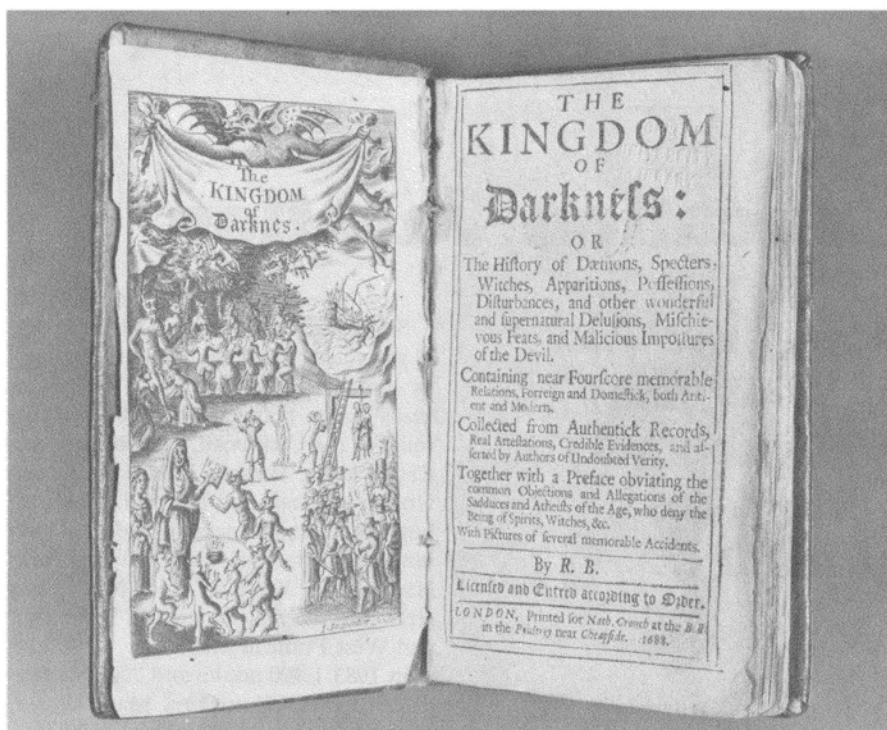 The
KINGDOM
of
Darknes.
THE
KINGDOM
OF
Darkneſs:
OR
The Hiſtory of Dæmons, Specters,
Witches, Apparitions, Poſſeſſions,
Diſturbances, and other wonderful
and ſupernatural Deluſions, Miſchie-
vous Feats, and Malicious Impoſtures
of the Devil.
Containing near Fourſcore memorable
Relations, Forreign and Domeſtick, both Anti-
ent and Modern.
Collected from Authentick Records,
Real Atteſtations, Credible Evidences, and aſ-
ſerted by Authors of Undoubted Verity.
Together with a Preface obviating the
common Objections and Allegations of the
Sadduces and Atheiſts of the Age, who deny the
Being of Spirits, Witches, &c.
With Pictures of ſeveral memorable Accidents.
By R. B.
Licenſed and Entred according to Order.
LONDON, Printed for Nath. Crouch at the Bell
in the Poultrey near Cheapſide. 1688.